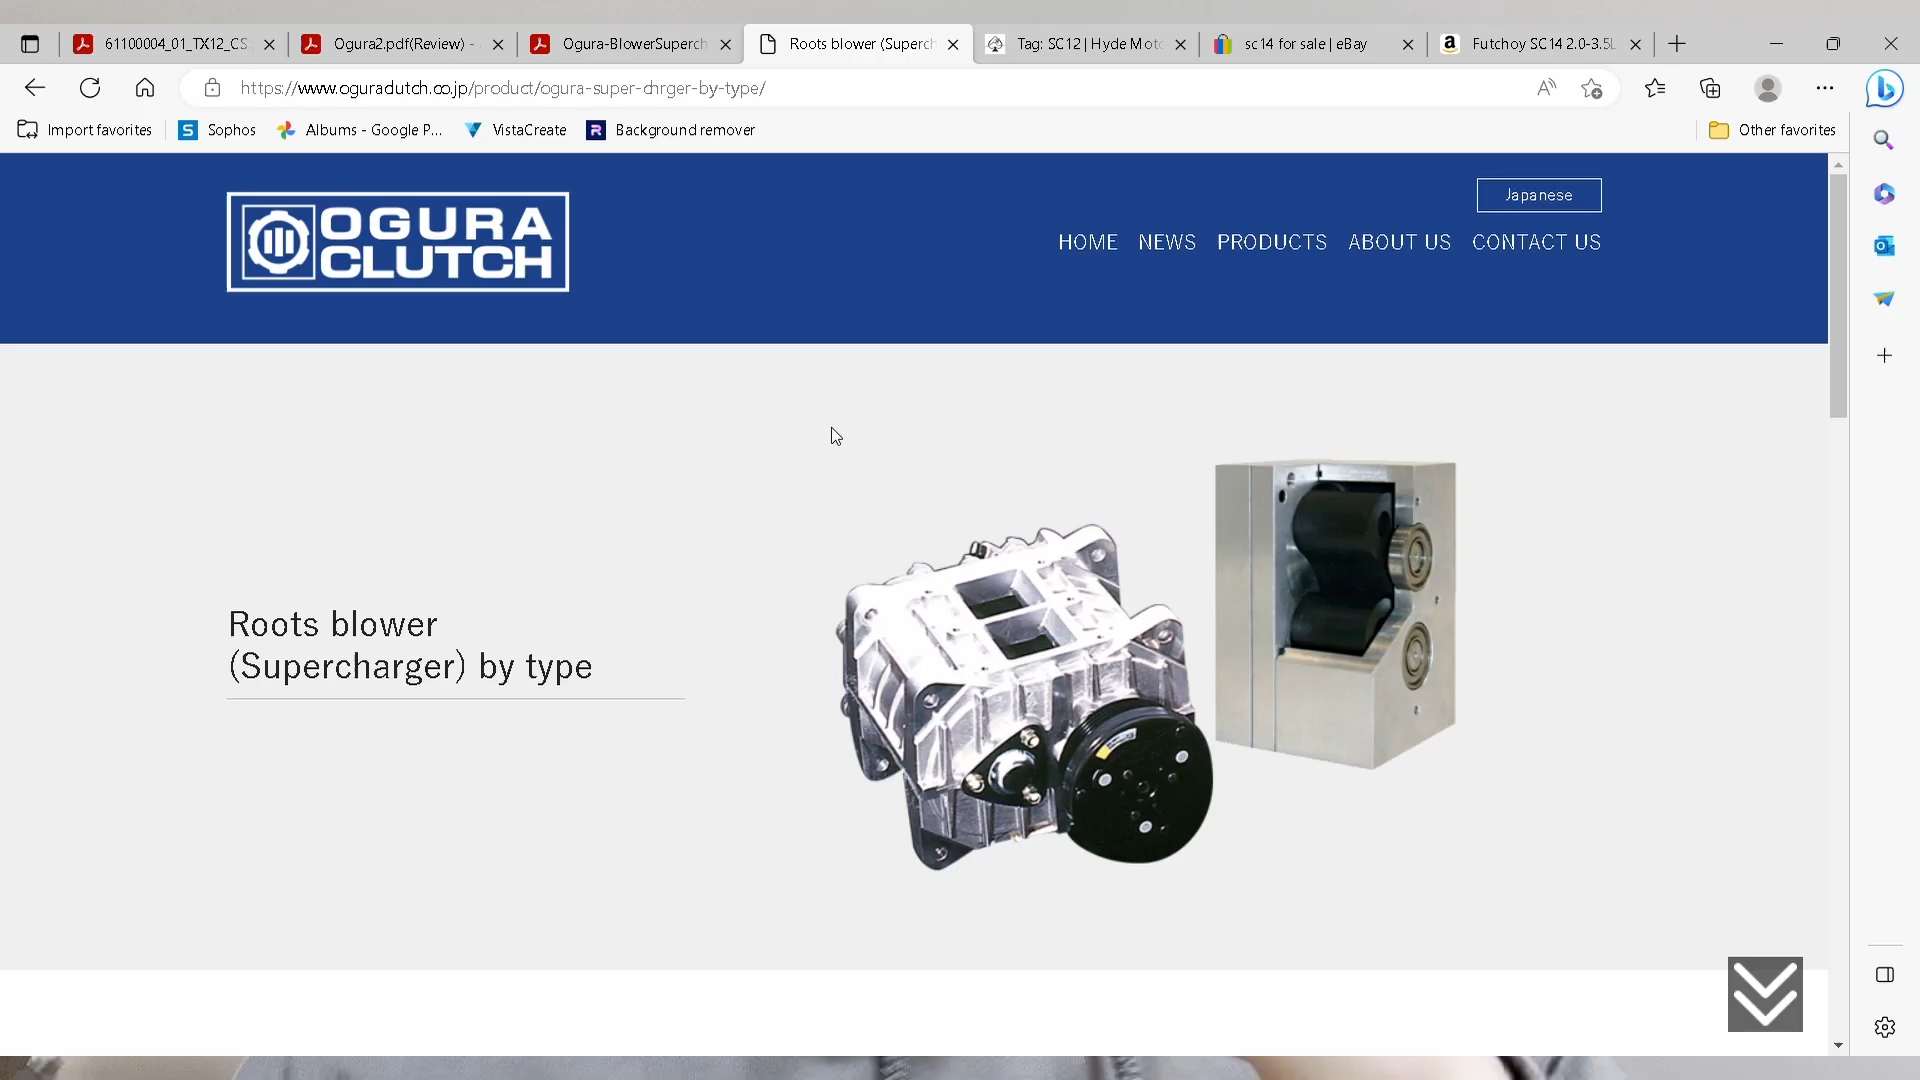 61100004_01_TX12_CS
Ogura2.pdf(Review) -
Ogura-BlowerSuperch
Roots blower (Superch
Tag: SC12 | Hyde Moto
sc14 for sale | eBay
Futchoy SC14 2.0-3.5L
https://www.oguraclutch.co.jp/product/ogura-super-chrger-by-type/
Import favorites
Sophos
Albums - Google P...
VistaCreate
Background remover
Other favorites
OGURA
CLUTCH
Japanese
HOME NEWS PRODUCTS ABOUT US CONTACT US
Roots blower
(Supercharger) by type